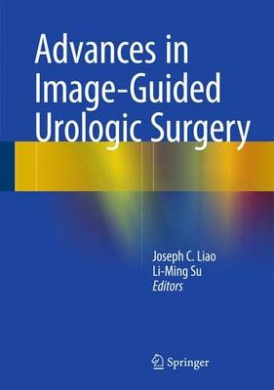 Advances in
Image-Guided
Urologic Surgery
Joseph C. Liao
Li-Ming Su
Editors
Springer